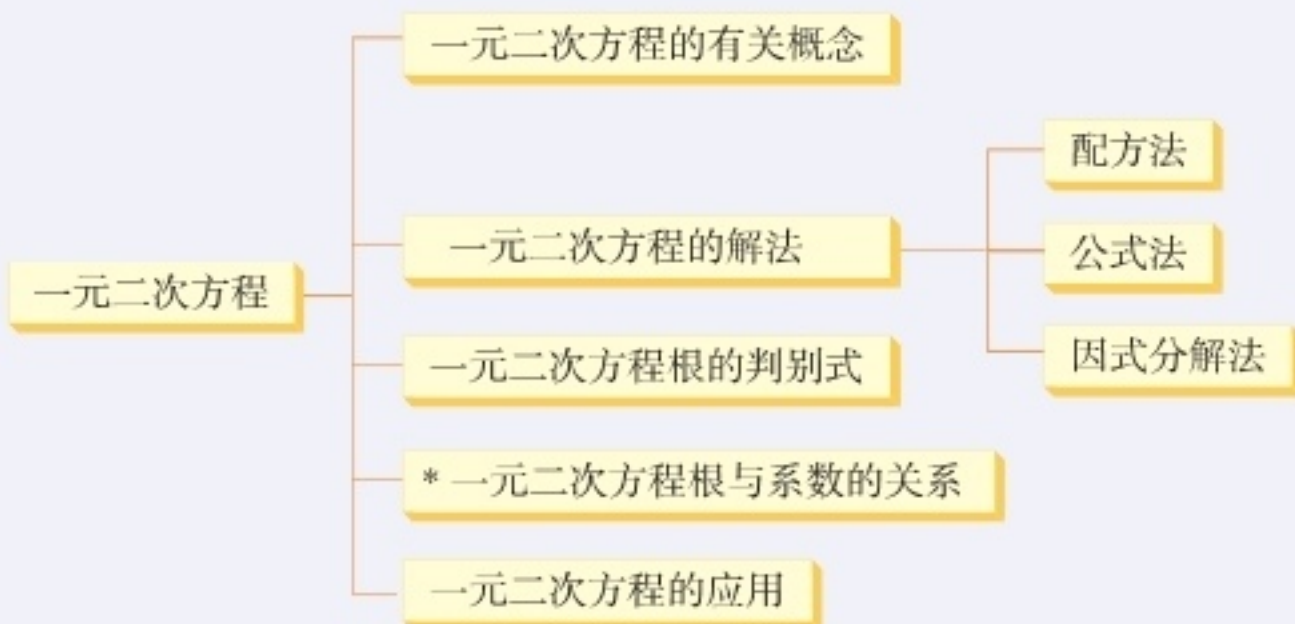 一元二次方程
一元二次方程的有关概念
一元二次方程的解法
配方法
公式法
因式分解法
一元二次方程根的判别式
*一元二次方程根与系数的关系
一元二次方程的应用